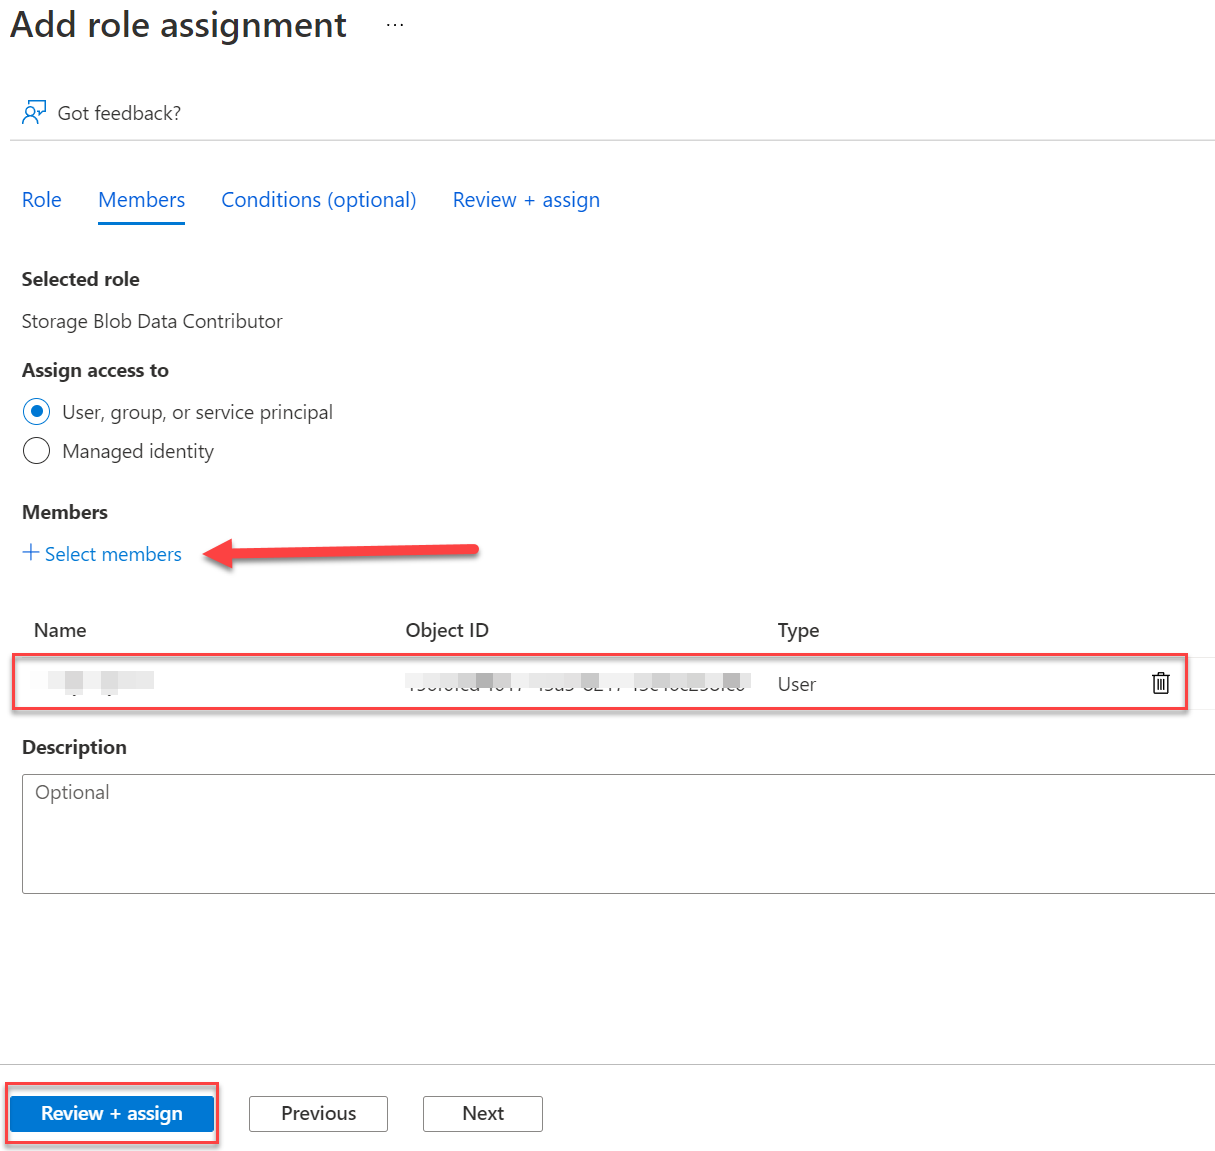 Add role assignment ...
Got feedback?
Role Members Conditions (optional) Review + assign
Selected role
Storage Blob Data Contributor
Assign access to
User, group, or service principal
Managed identity
Members
+ Select members
Name Object ID Type
User
Description
Optional
Review + assign Previous Next